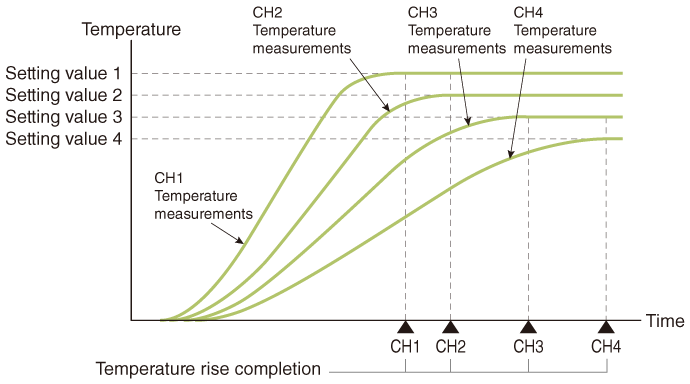 CH2
Temperature
measurements
CH3
Temperature
measurements
CH4
Temperature
measurements
Temperature
Setting value 1
Setting value 2
Setting value 3
Setting value 4
CH1
Temperature
measurements
Time
CH1
CH2
CH3
CH4
Temperature rise completion